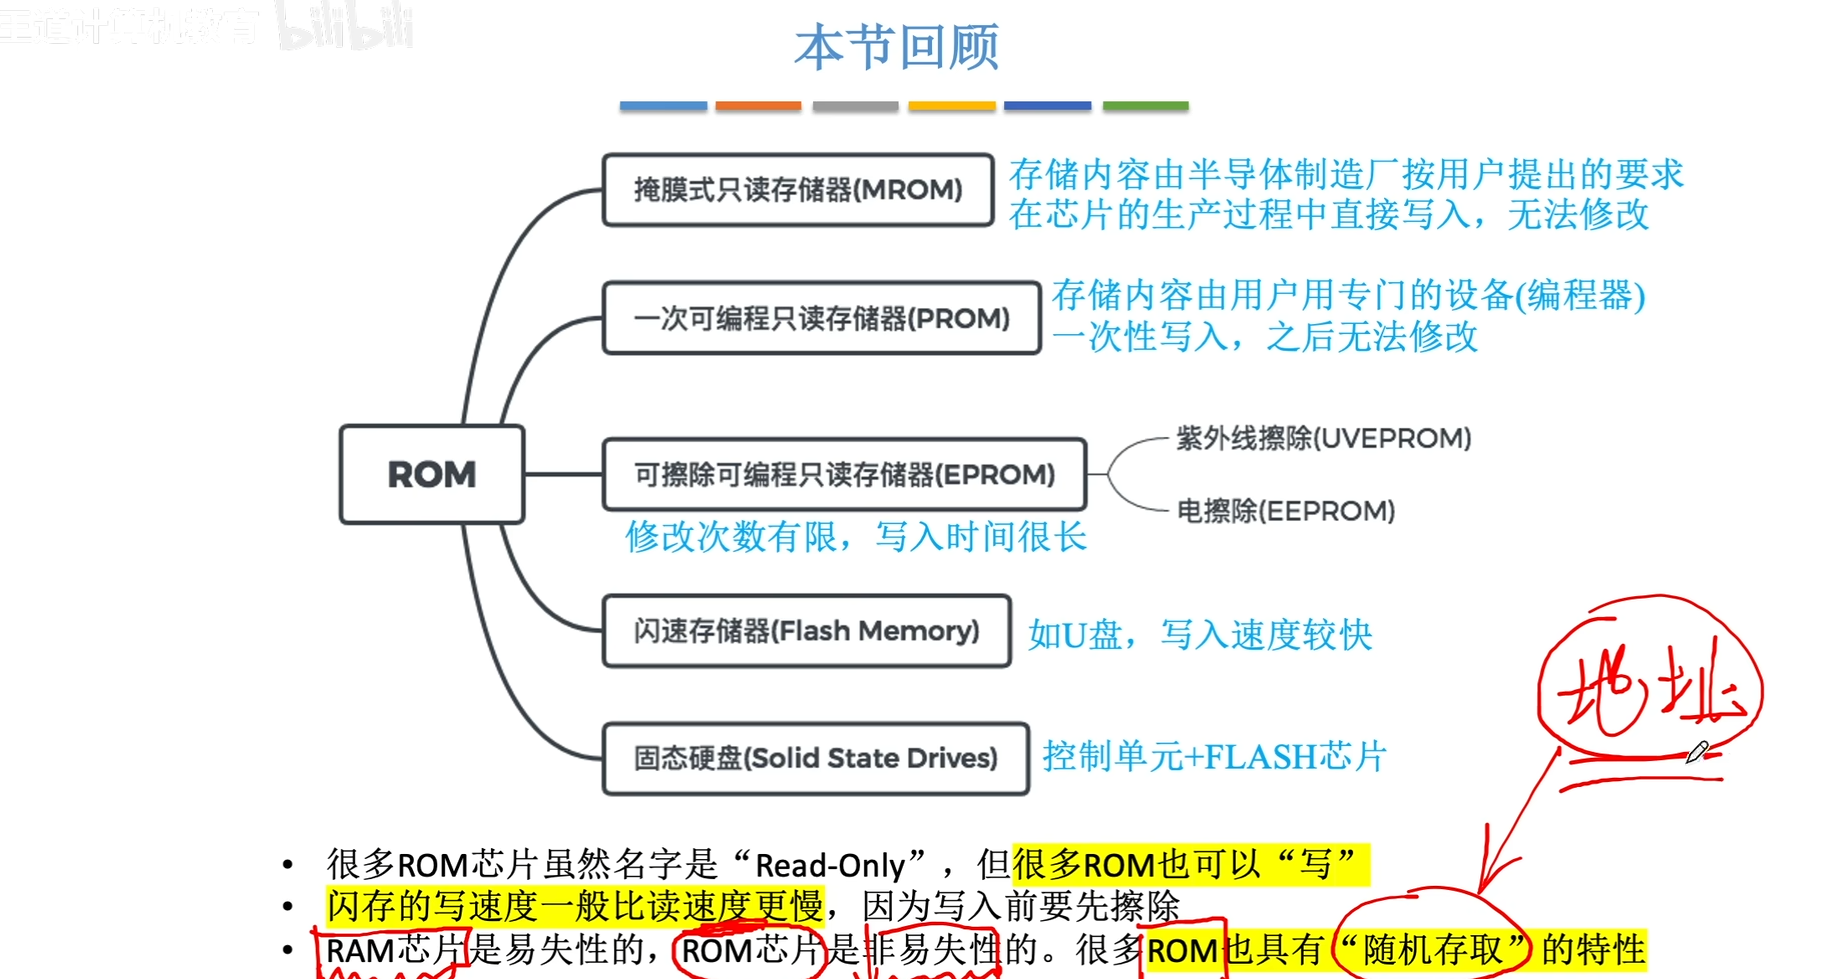 王道计算机教育 bilibili
本节回顾
掩膜式只读存储器(MROM)
存储内容由半导体制造厂按用户提出的要求
在芯片的生产过程中直接写入，无法修改
一次可编程只读存储器(PROM)
存储内容由用户用专门的设备(编程器)
一次性写入，之后无法修改
ROM
可擦除可编程只读存储器(EPROM)
紫外线擦除(UVEPROM)
电擦除(EEPROM)
修改次数有限，写入时间很长
闪速存储器(Flash Memory)
如U盘，写入速度较快
地址
固态硬盘(Solid State Drives)
控制单元+FLASH芯片
• 很多ROM芯片虽然名字是“Read-Only”，但很多ROM也可以“写”
• 闪存的写速度一般比读速度更慢，因为写入前要先擦除
• RAM芯片是易失性的，ROM芯片是非易失性的。很多ROM也具有“随机存取”的特性